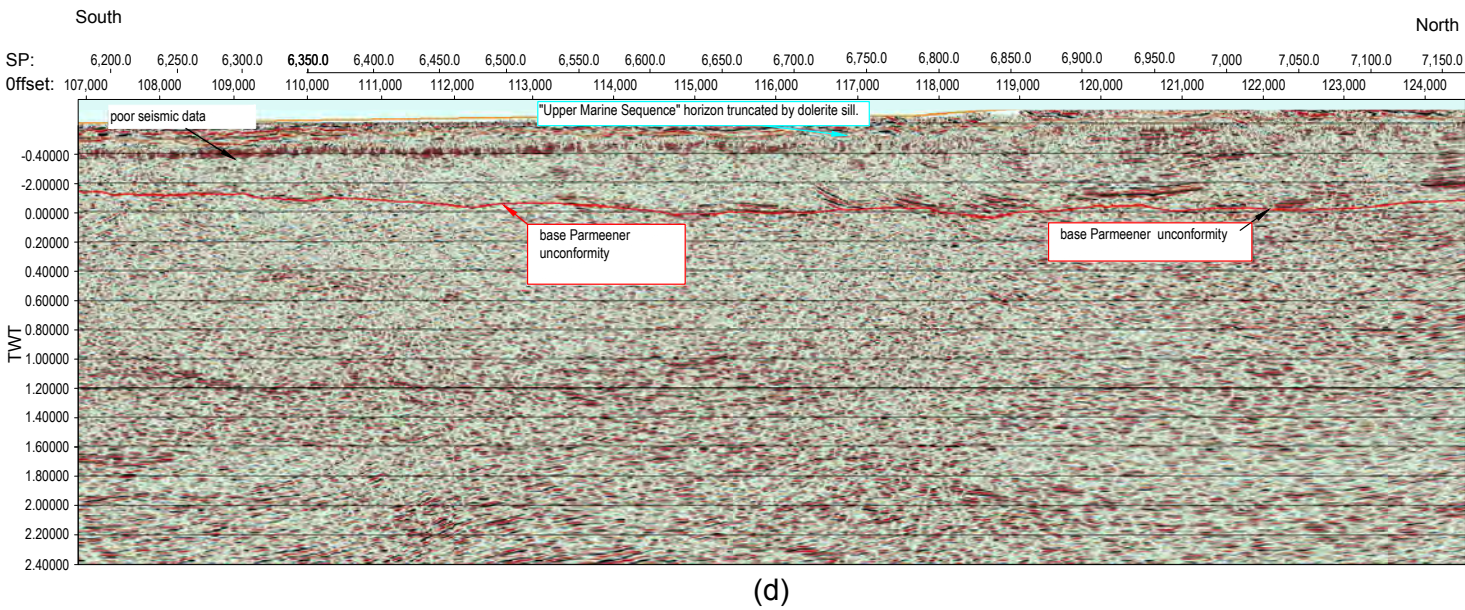 South
North
SP: 6,200.0 6,250.0 6,300.0 6,350.0 6,400.0 6,450.0 6,500.0 6,550.0 6,600.0 6,650.0 6,700.0 6,750.0 6,800.0 6,850.0 6,900.0 6,950.0 7,000 7,050.0 7,100.0 7,150.0
0ffset: 107,000 108,000 109,000 110,000 111,000 112,000 113,000 114,000 115,000 116,000 117,000 118,000 119,000 120,000 121,000 122,000 123,000 124,000
poor seismic data
"Upper Marine Sequence" horizon truncated by dolerite sill.
-0.40000
-2.00000
0.00000
base Parmeener
unconformity
base Parmeener unconformity
0.20000
0.40000
0.60000
0.80000
TWT
1.00000
1.20000
1.40000
1.60000
1.80000
2.00000
2.20000
2.40000
(d)